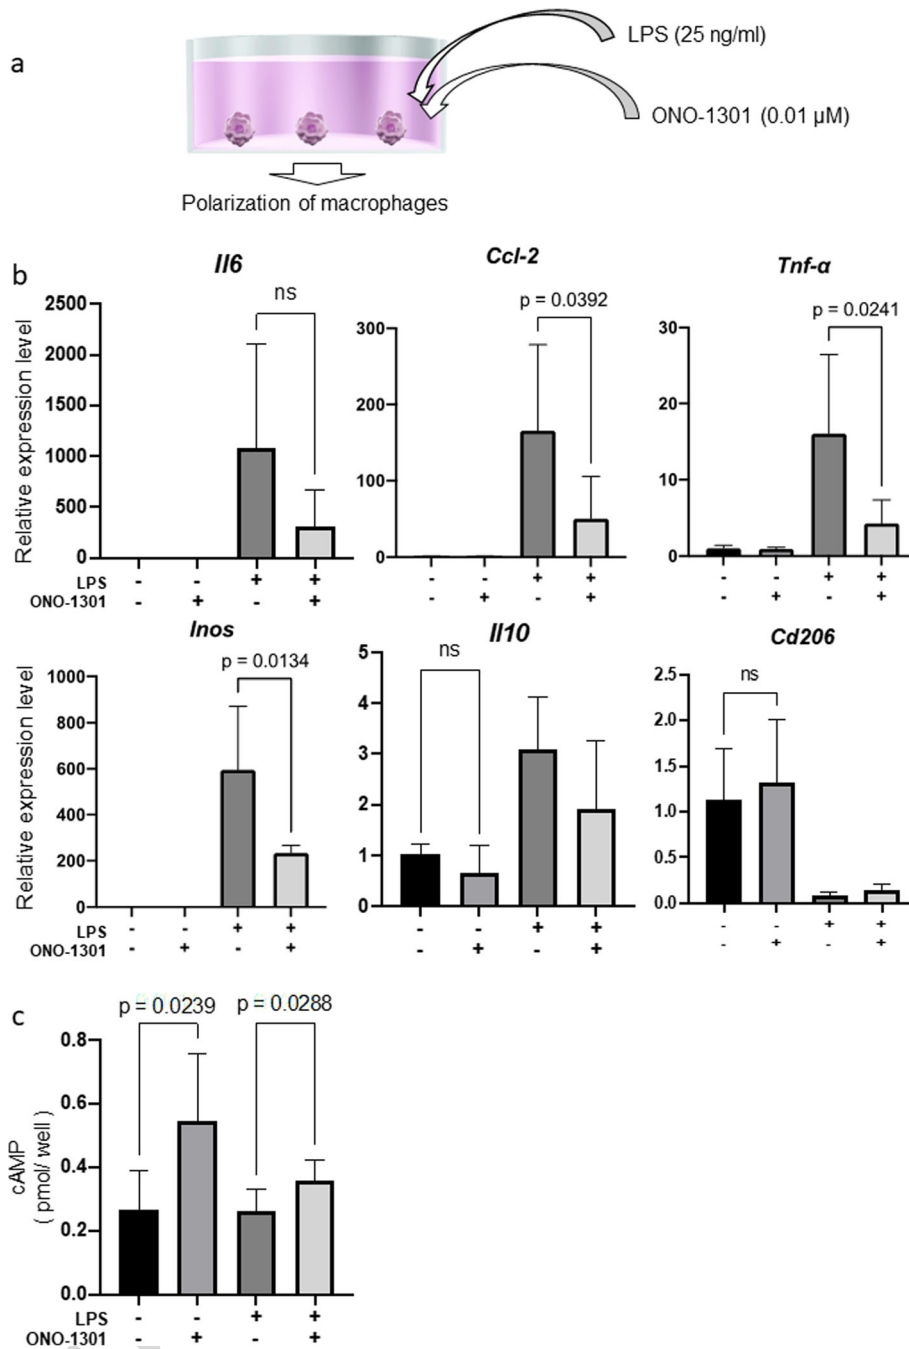 a
LPS (25 ng/ml)
ONO-1301 (0.01 μM)
Polarization of macrophages
b
Il6
Relative expression level
2500
2000
1500
1000
500
0
ns
LPS - - + +
ONO-1301 - + - +
Ccl-2
p = 0.0392
300
200
100
0
- - + +
- + - +
Tnf-α
p = 0.0241
30
20
10
0
- - + +
- + - +
Inos
Relative expression level
p = 0.0134
1000
800
600
400
200
0
LPS - - + +
ONO-1301 - + - +
Il10
ns
5
4
3
2
1
0
- - + +
- + - +
Cd206
ns
2.5
2.0
1.5
1.0
0.5
0.0
- - + +
- + - +
c
p = 0.0239 p = 0.0288
cAMP
( pmol/ well )
0.8
0.6
0.4
0.2
0.0
LPS - - + +
ONO-1301 - + - +